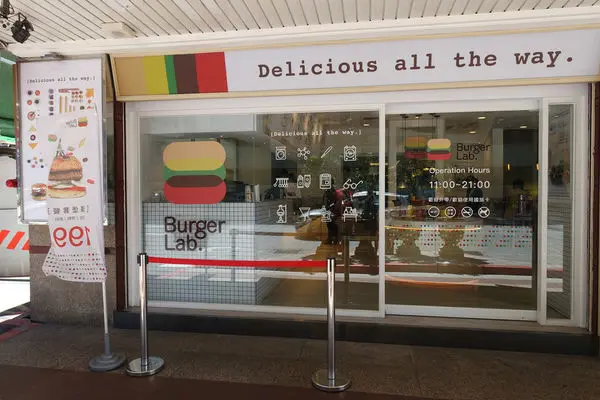 Delicious all the way.
[Delicious all the way.]
[Delicious all the way.]
Burger
Lab.
Burger
Lab.
Operation Hours
11:00~21:00
199